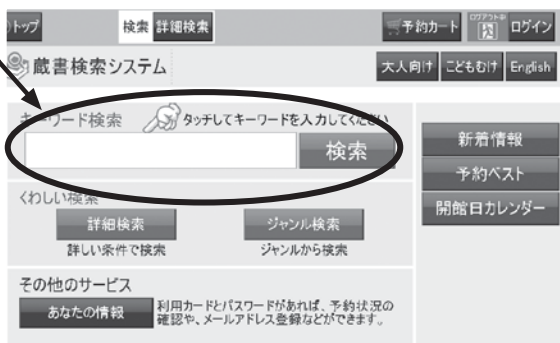 トップ 検索 詳細検索 予約カート ログアウト中 ログイン
蔵書検索システム 大人向け こどもむけ English
キーワード検索 タッチしてキーワードを入力してください
検索
新着情報
予約ベスト
開館日カレンダー
くわしい検索
詳細検索 ジャンル検索
詳しい条件で検索 ジャンルから検索
その他のサービス
あなたの情報 利用カードとパスワードがあれば、予約状況の
確認や、メールアドレス登録などができます。